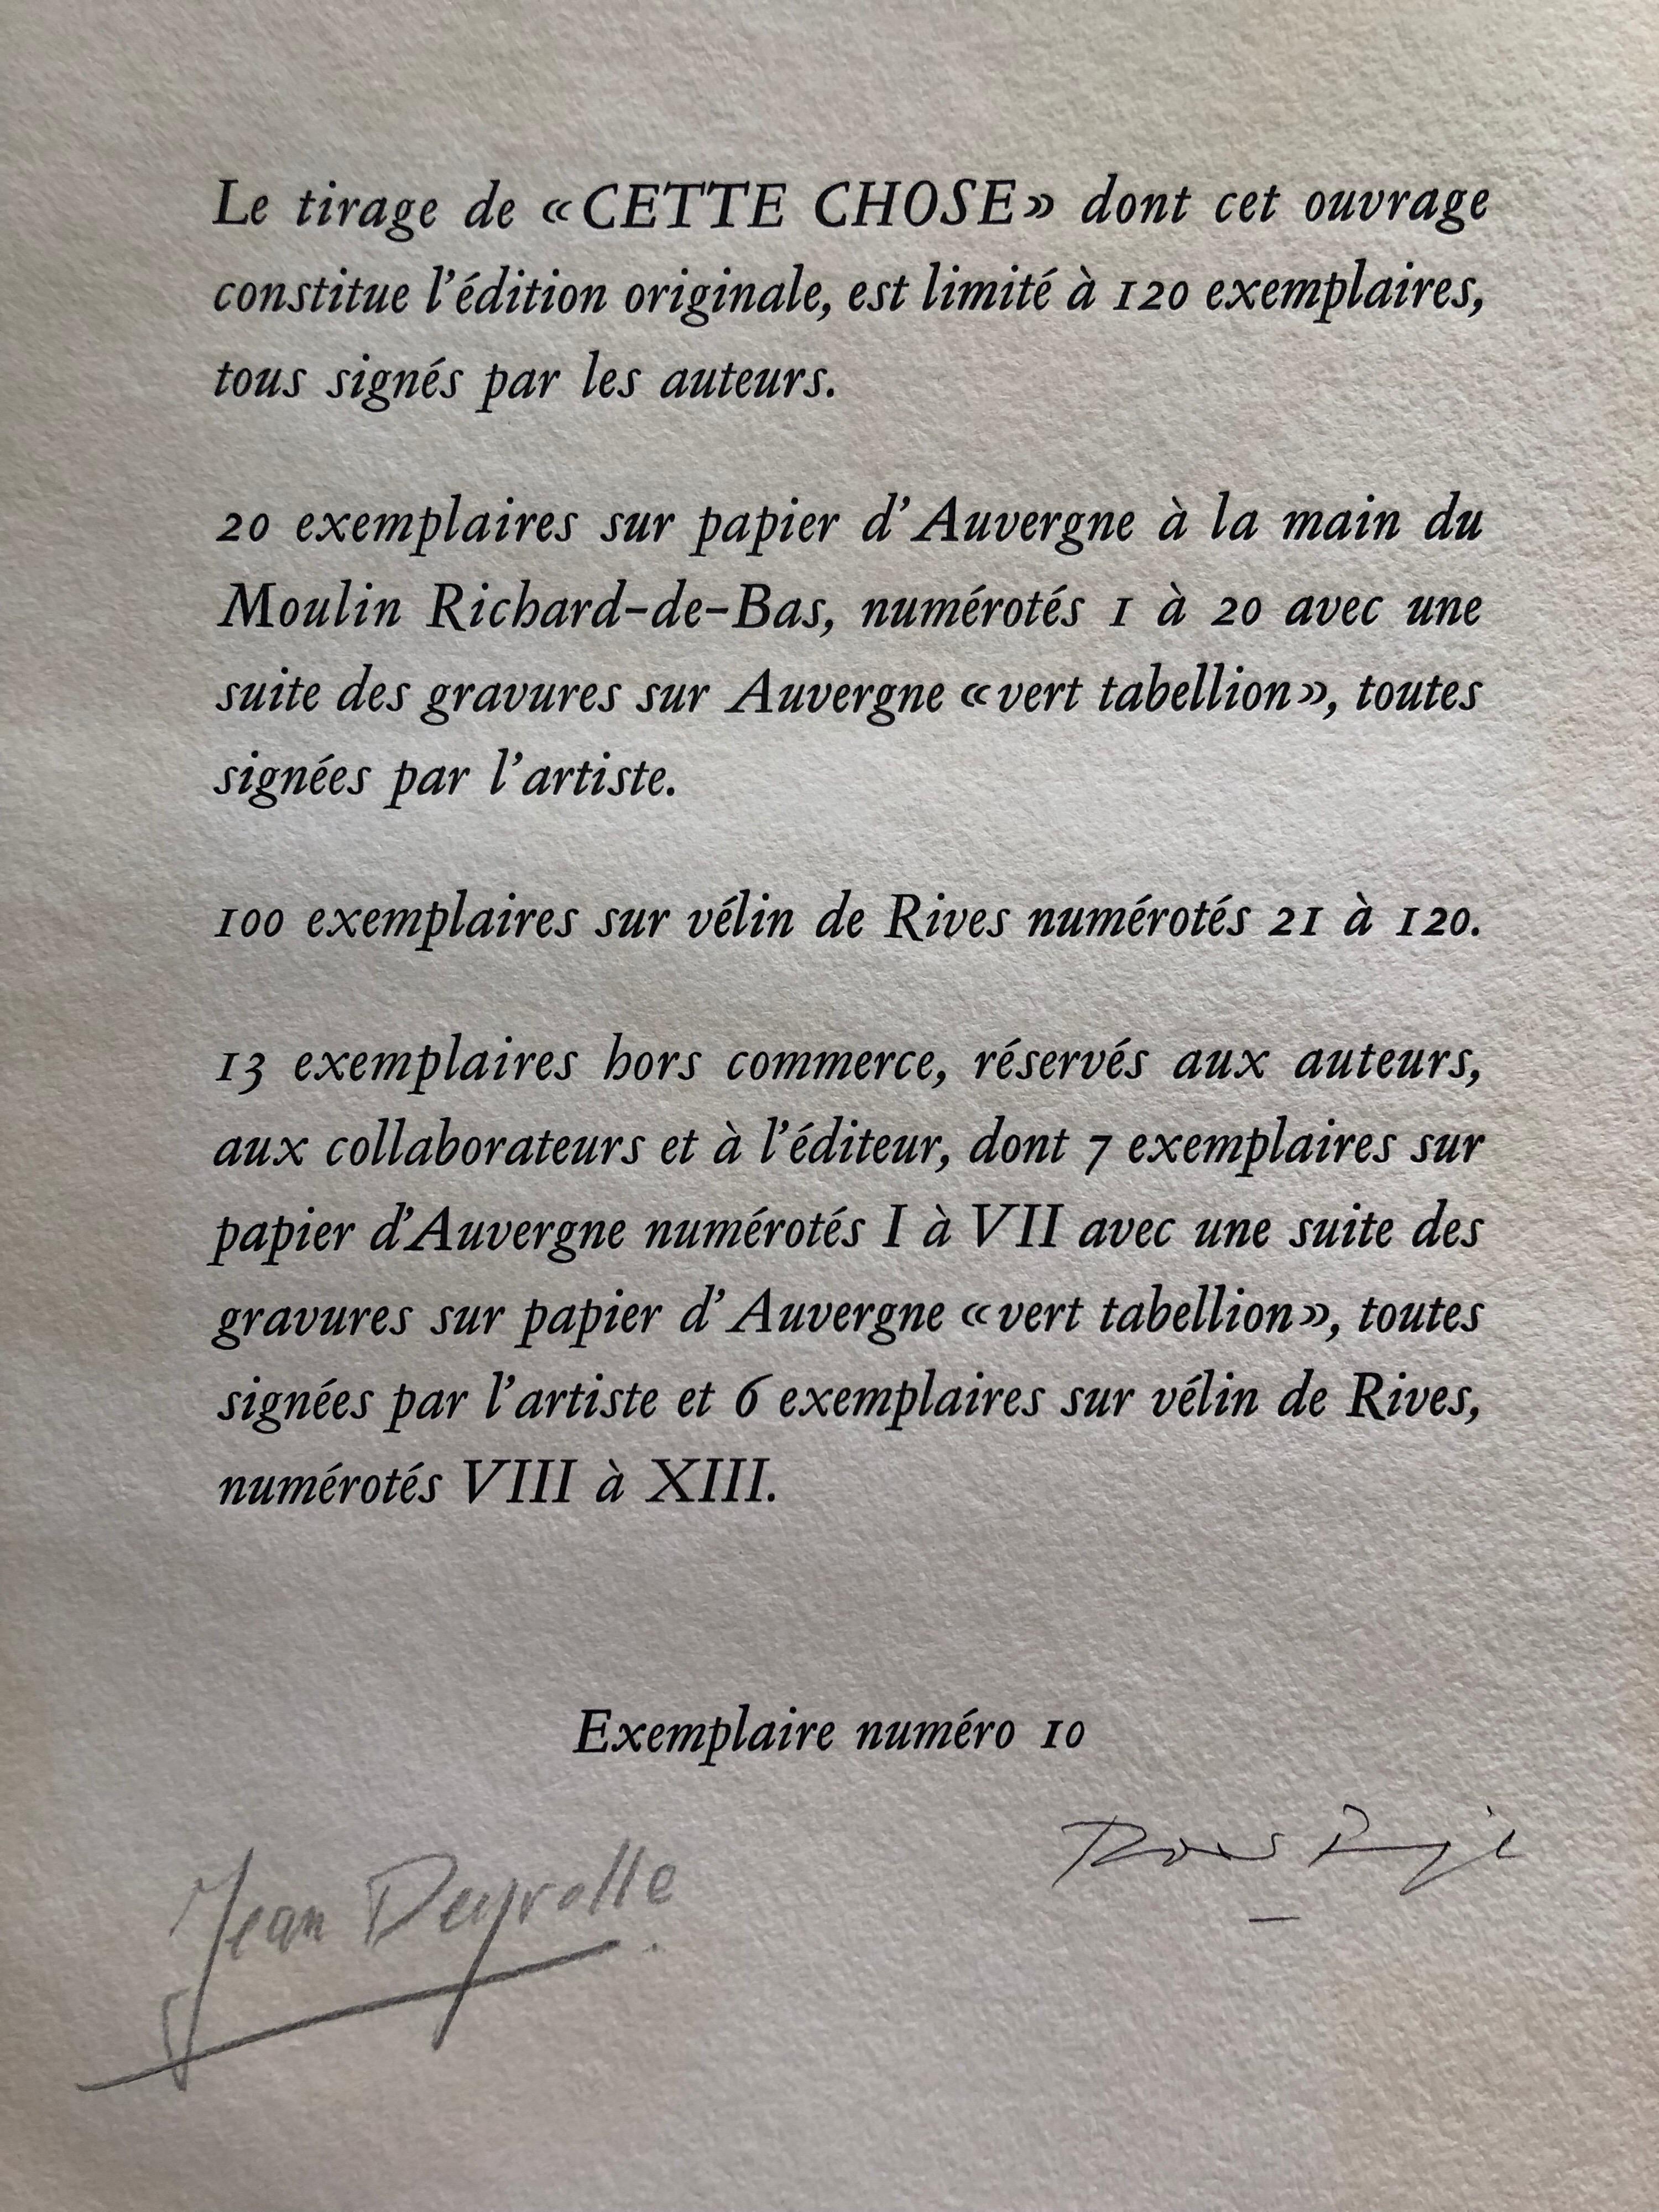 Le tirage de «CETTE CHOSE» dont cet ouvrage
constitue l'édition originale, est limité à 120 exemplaires,
tous signés par les auteurs.
20 exemplaires sur papier d'Auvergne à la main du
Moulin Richard-de-Bas, numérotés 1 à 20 avec une
suite des gravures sur Auvergne «vert tabellion», toutes
signées par l'artiste.
100 exemplaires sur vélin de Rives numérotés 21 à 120.
13 exemplaires hors commerce, réservés aux auteurs,
aux collaborateurs et à l'éditeur, dont 7 exemplaires sur
papier d'Auvergne numérotés I à VII avec une suite des
gravures sur papier d'Auvergne «vert tabellion», toutes
signées par l'artiste et 6 exemplaires sur vélin de Rives,
numérotés VIII à XIII.
Exemplaire numéro 10
Jean Deyrolle